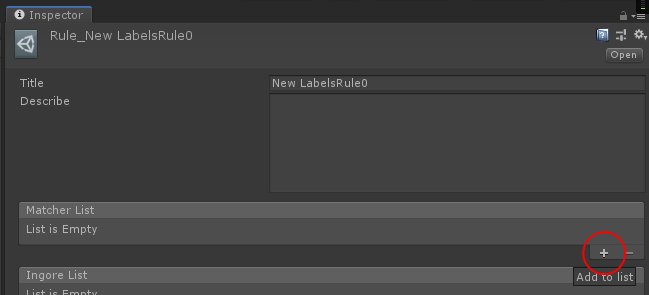 Inspector
Rule_New LabelsRule0
Open
Title New LabelsRule0
Describe
Matcher List
List is Empty
+ −
Add to list
Ingore List
List is Empty